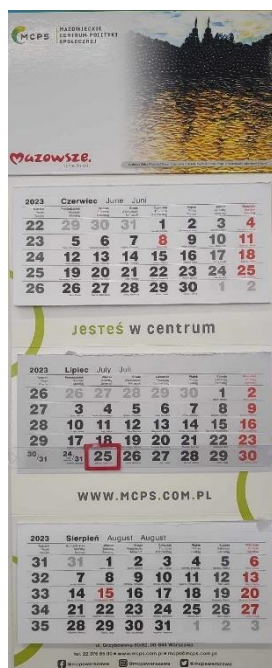 MCPS
MAZOWIECKIE
CENTRUM POLITYKI
SPOŁECZNEJ
Mazowsze.
2023 Czerwiec June Juni
22 29 30 31 1 2 3 4
23 5 6 7 8 9 10 11
24 12 13 14 15 16 17 18
25 19 20 21 22 23 24 25
26 26 27 28 29 30 1 2
JESTEŚ W CENTRUM
2023 Lipiec July Juli
26 26 27 28 29 30 1 2
27 3 4 5 6 7 8 9
28 10 11 12 13 14 15 16
29 17 18 19 20 21 22 23
30/31 24/31 25 26 27 28 29 30
WWW.MCPS.COM.PL
2023 Sierpień August August
31 31 1 2 3 4 5 6
32 7 8 9 10 11 12 13
33 14 15 16 17 18 19 20
34 21 22 23 24 25 26 27
35 28 29 30 31 1 2 3